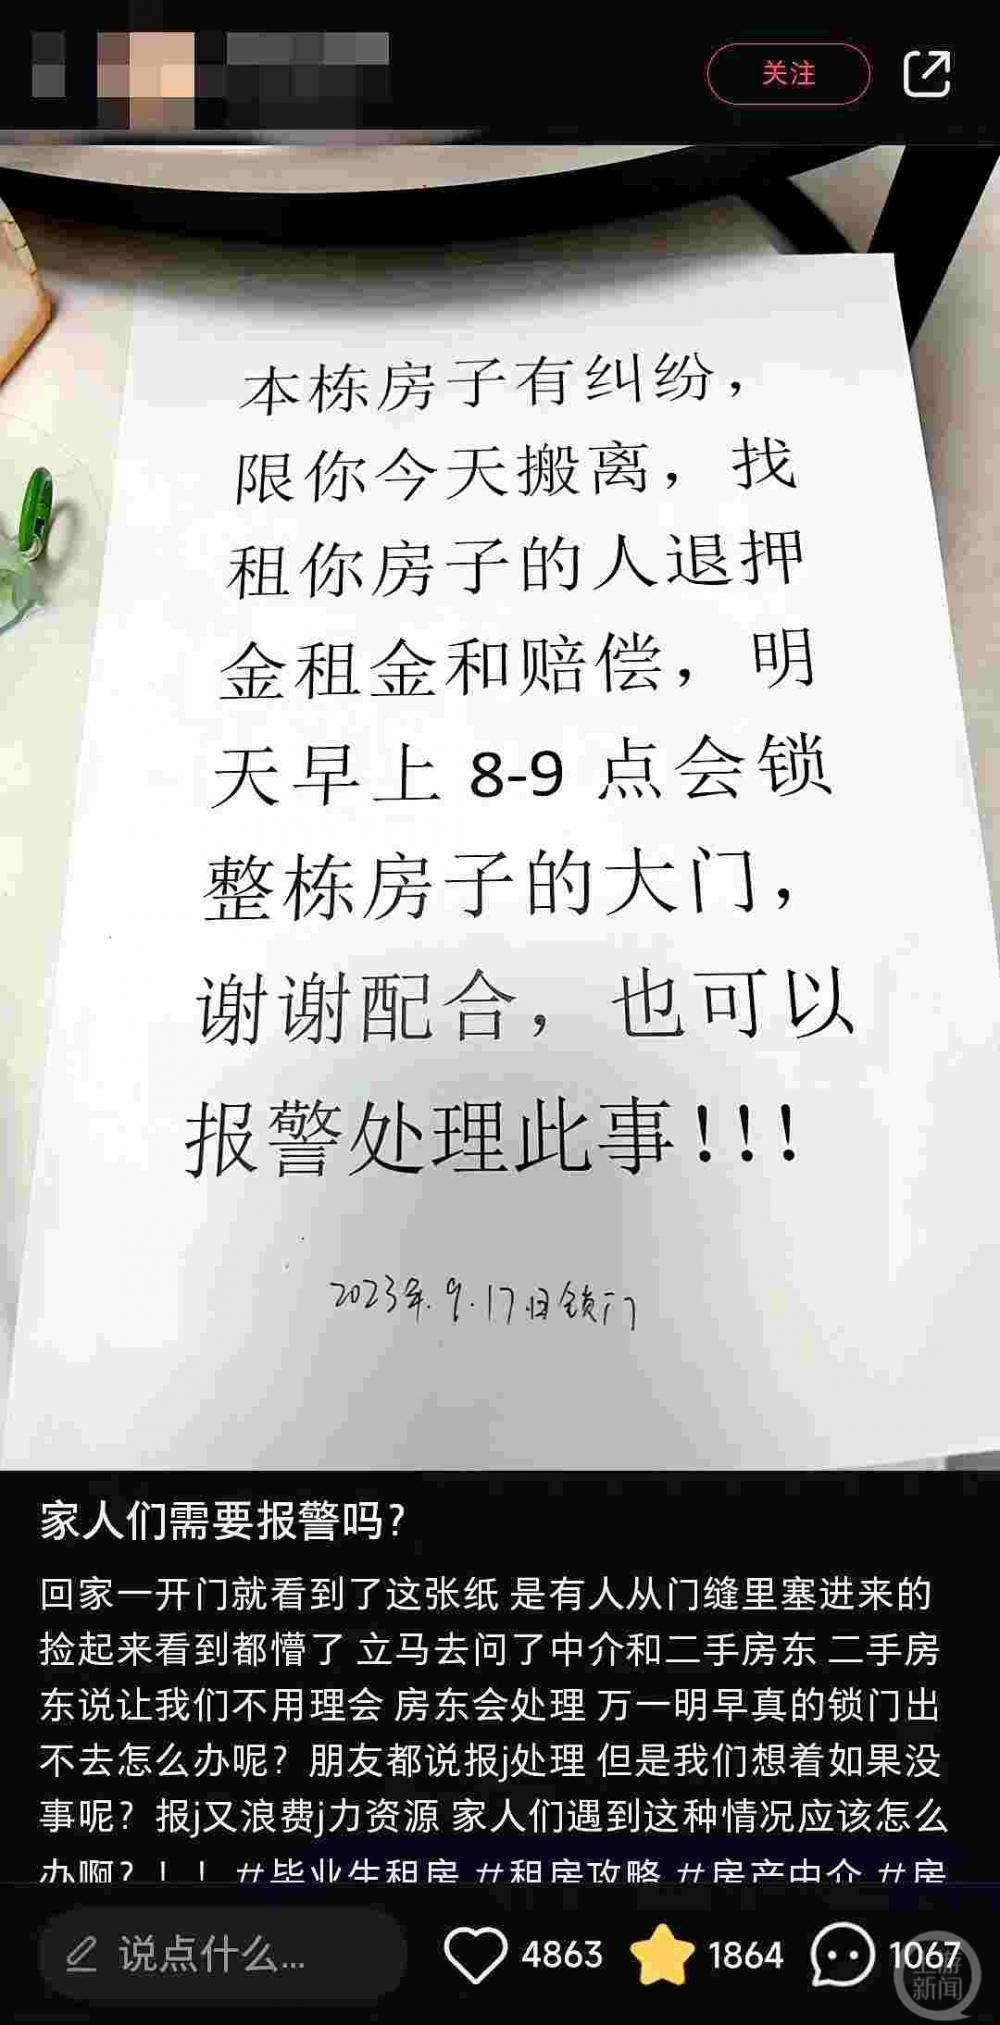 关注
本栋房子有纠纷，
限你今天搬离，找
租你房子的人退押
金租金和赔偿，明
天早上 8-9 点会锁
整栋房子的大门，
谢谢配合，也可以
报警处理此事！！！
2023年.9.17日锁门
家人们需要报警吗？
回家一开门就看到了这张纸 是有人从门缝里塞进来的
捡起来看到都懵了 立马去问了中介和二手房东 二手房
东说让我们不用理会 房东会处理 万一明早真的锁门出
不去怎么办呢？朋友都说报j处理 但是我们想着如果没
事呢？报j又浪费j力资源 家人们遇到这种情况应该怎么
办啊？！！ #毕业生租房 #租房攻略 #房产中介 #房
说点什么...
4863
1864
1067
上游
新闻